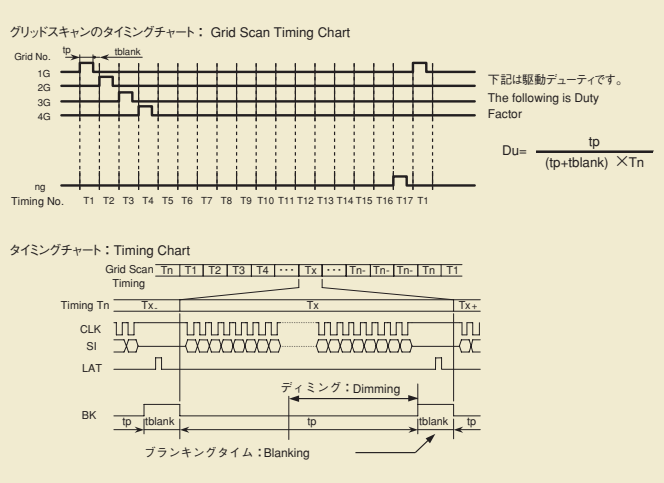 グリッドスキャンのタイミングチャート： Grid Scan Timing Chart
tp
tblank
Grid No.
1G
2G
3G
4G
ng
Timing No. T1 T2 T3 T4 T5 T6 T7 T8 T9 T10 T11 T12 T13 T14 T15 T16 T17 T1
下記は駆動デューティです。
The following is Duty
Factor
Du= tp
(tp+tblank) ×Tn
タイミングチャート：Timing Chart
Grid Scan Tn T1 T2 T3 T4 ・・・ Tx ・・・ Tn- Tn- Tn- Tn T1
Timing
Timing Tn Tx- Tx Tx+
CLK
SI
LAT
ディミング：Dimming
BK
tp tblank tp tblank tp
ブランキングタイム：Blanking